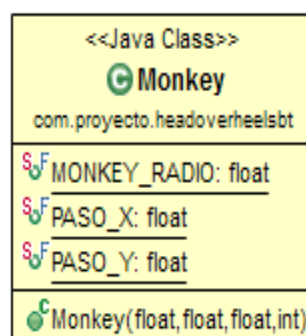 <<Java Class>>
C Monkey
com.proyecto.headoverheelsbt
S F MONKEY_RADIO: float
S F PASO_X: float
S F PASO_Y: float
C Monkey(float,float,float,int)